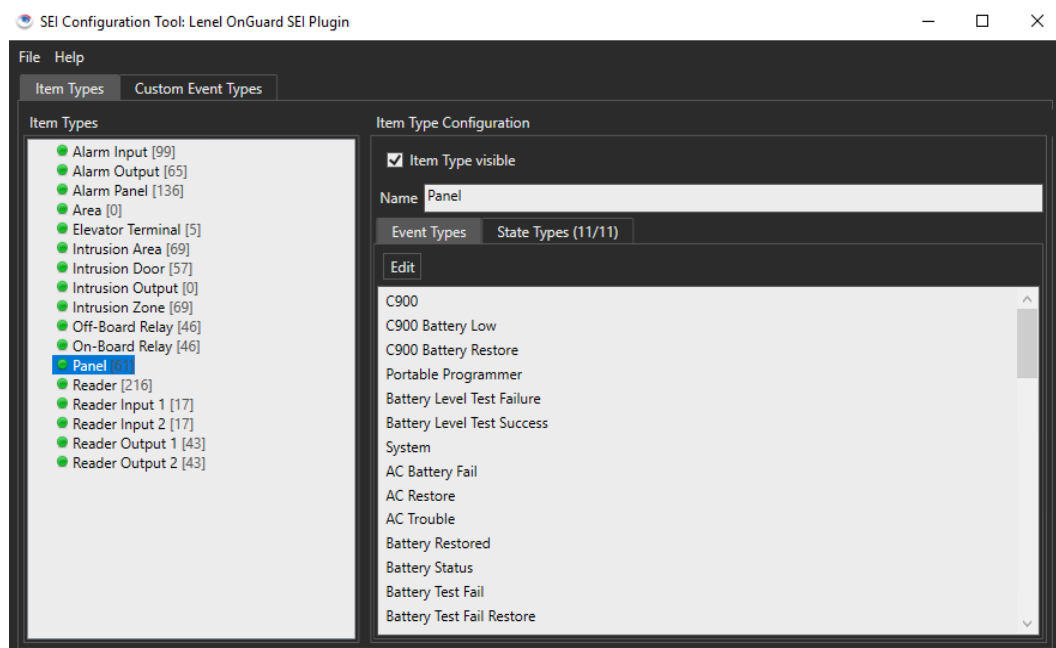 SEI Configuration Tool: Lenel OnGuard SEI Plugin
File Help
Item Types Custom Event Types
Item Types
Alarm Input [99]
Alarm Output [65]
Alarm Panel [136]
Area [0]
Elevator Terminal [5]
Intrusion Area [69]
Intrusion Door [57]
Intrusion Output [0]
Intrusion Zone [69]
Off-Board Relay [46]
On-Board Relay [46]
Panel [61]
Reader [216]
Reader Input 1 [17]
Reader Input 2 [17]
Reader Output 1 [43]
Reader Output 2 [43]
Item Type Configuration
Item Type visible
Name Panel
Event Types State Types (11/11)
Edit
C900
C900 Battery Low
C900 Battery Restore
Portable Programmer
Battery Level Test Failure
Battery Level Test Success
System
AC Battery Fail
AC Restore
AC Trouble
Battery Restored
Battery Status
Battery Test Fail
Battery Test Fail Restore